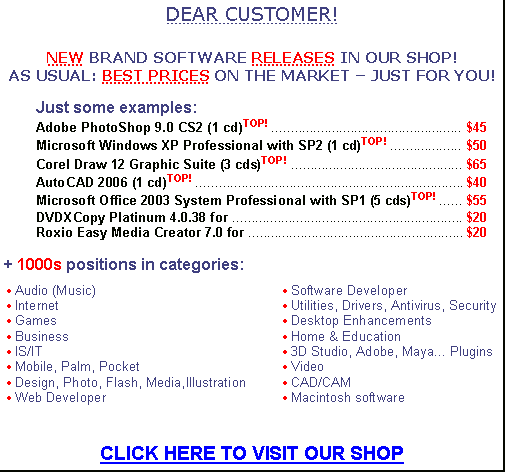 DEAR CUSTOMER!
NEW BRAND SOFTWARE RELEASES IN OUR SHOP!
AS USUAL: BEST PRICES ON THE MARKET – JUST FOR YOU!
Just some examples:
Adobe PhotoShop 9.0 CS2 (1 cd)TOP! ........................................ $45
Microsoft Windows XP Professional with SP2 (1 cd)TOP! ............... $50
Corel Draw 12 Graphic Suite (3 cds)TOP! .................................... $65
AutoCAD 2006 (1 cd)TOP! ........................................................ $40
Microsoft Office 2003 System Professional with SP1 (5 cds)TOP! ...... $55
DVDXCopy Platinum 4.0.38 for ................................................ $20
Roxio Easy Media Creator 7.0 for ............................................. $20
+ 1000s positions in categories:
• Audio (Music)
• Internet
• Games
• Business
• IS/IT
• Mobile, Palm, Pocket
• Design, Photo, Flash, Media,Illustration
• Web Developer
• Software Developer
• Utilities, Drivers, Antivirus, Security
• Desktop Enhancements
• Home & Education
• 3D Studio, Adobe, Maya... Plugins
• Video
• CAD/CAM
• Macintosh software
CLICK HERE TO VISIT OUR SHOP